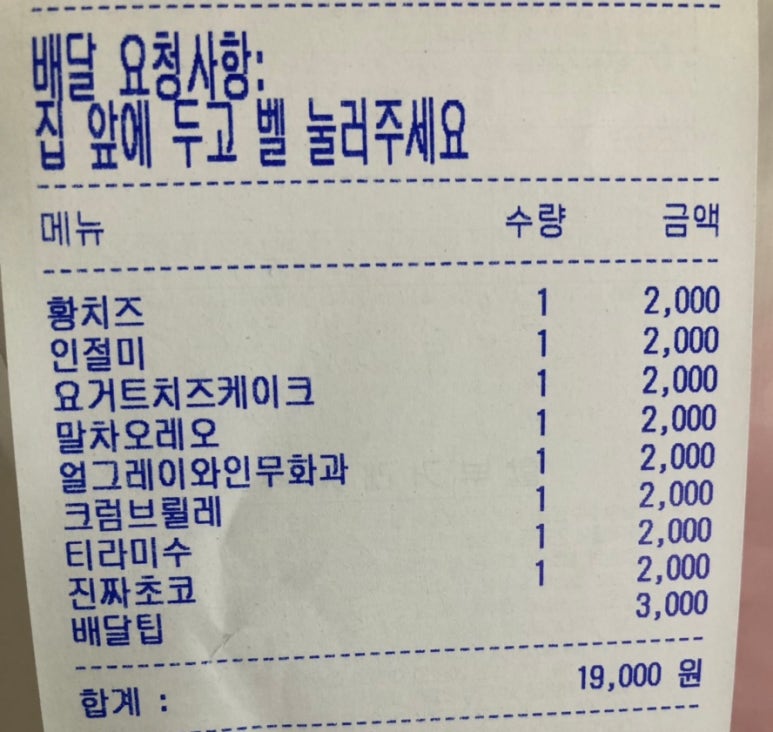 배달 요청사항:
집 앞에 두고 벨 눌러주세요
메뉴 수량 금액
황치즈 1 2,000
인절미 1 2,000
요거트치즈케이크 1 2,000
말차오레오 1 2,000
얼그레이와인무화과 1 2,000
크럼브륄레 1 2,000
티라미수 1 2,000
진짜초코 1 2,000
배달팁 3,000
합계 : 19,000 원